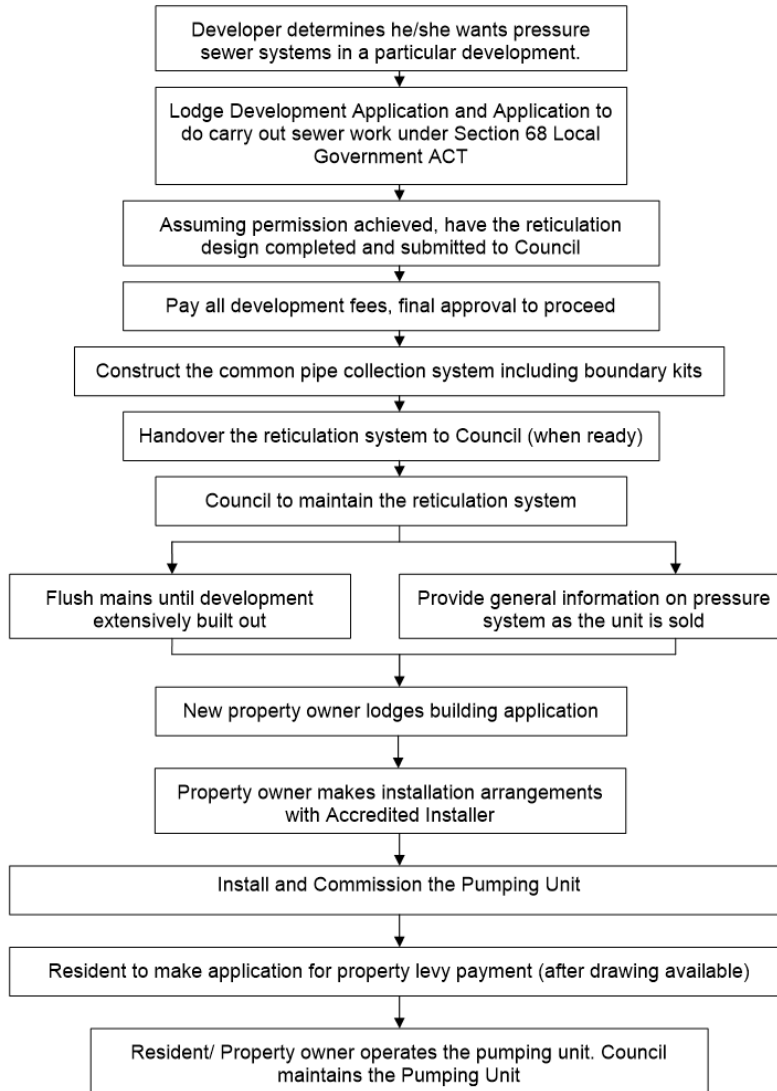 Developer determines he/she wants pressure
sewer systems in a particular development.
Lodge Development Application and Application to
do carry out sewer work under Section 68 Local
Government ACT
Assuming permission achieved, have the reticulation
design completed and submitted to Council
Pay all development fees, final approval to proceed
Construct the common pipe collection system including boundary kits
Handover the reticulation system to Council (when ready)
Council to maintain the reticulation system
Flush mains until development
extensively built out
Provide general information on pressure
system as the unit is sold
New property owner lodges building application
Property owner makes installation arrangements
with Accredited Installer
Install and Commission the Pumping Unit
Resident to make application for property levy payment (after drawing available)
Resident/ Property owner operates the pumping unit. Council
maintains the Pumping Unit